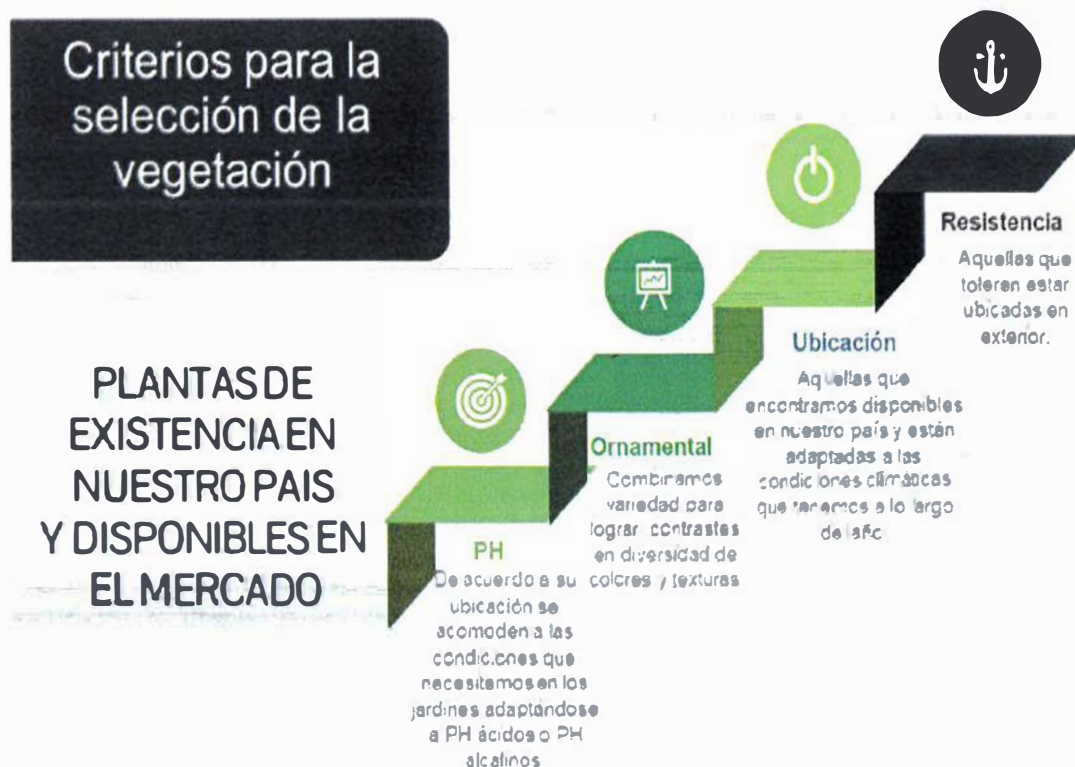 Criterios para la
selección de la
vegetación
PLANTAS DE
EXISTENCIA EN
NUESTRO PAIS
Y DISPONIBLES EN
EL MERCADO
PH
De acuerdo a su
ubicación se
acomoden a las
condiciones que
necesitamos en los
jardines adaptándose
a PH ácidos o PH
alcalinos
Ornamental
Combinamos
variedad para
lograr contrastes
en diversidad de
colores y texturas
Ubicación
Aquellas que
encontramos disponibles
en nuestro país y están
adaptadas a las
condiciones climáticas
que tenemos a lo largo
del año
Resistencia
Aquellas que
toleren estar
ubicadas en
exterior.